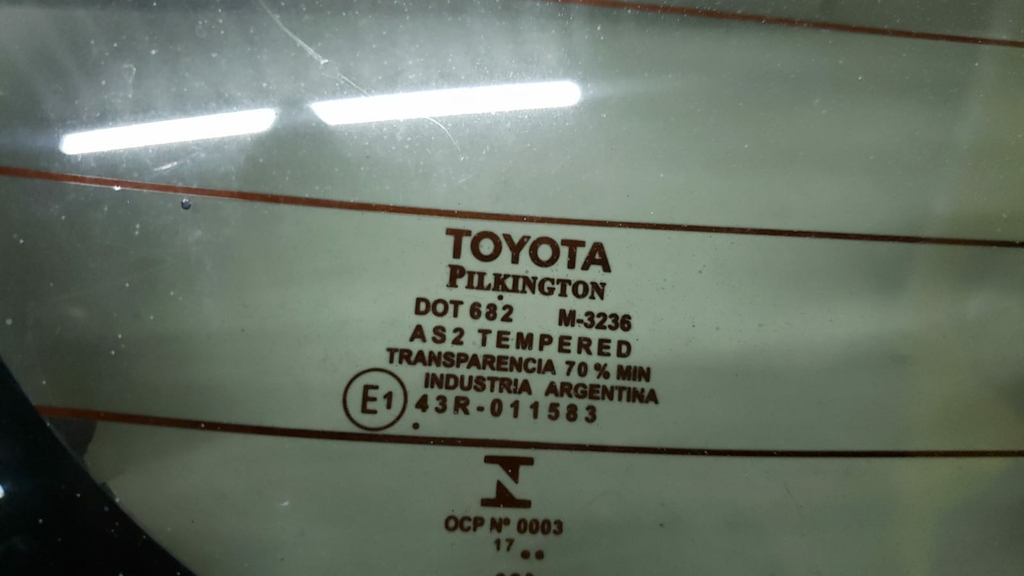 TOYOTA
PILKINGTON
DOT 682 M-3236
AS2 TEMPERED
TRANSPARENCIA 70 % MIN
INDUSTRIA ARGENTINA
E1 43R-011583
OCP Nº 0003
17